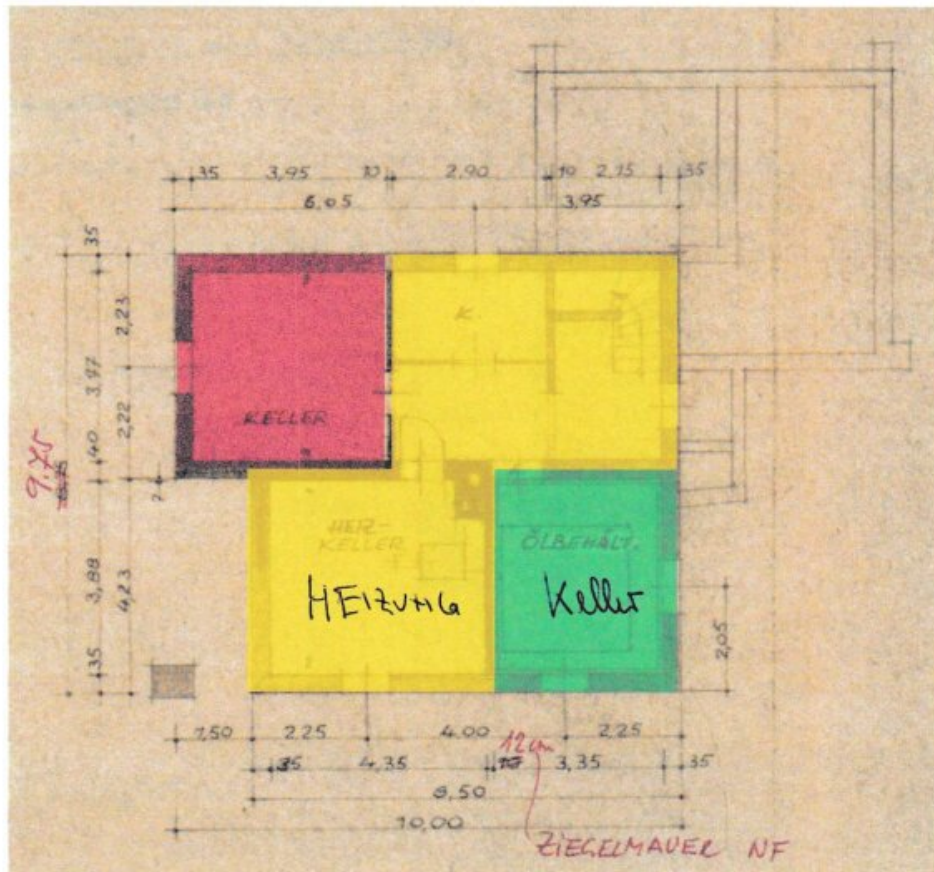 35 3,95 10 2,90 10 2,15 35
6,05 3,95
35
2,23
K.
3,97
2,22
KELLER
40
9.75
2
HEIZ-
KELLER
ÖLBEHÄLT.
HEIZUNG
Keller
3,88
4,23
35
2,05
1,50 2,25 4.00 2,25
12cm
35 4,35 3,35 35
8,50
10,00
ZIEGELMAUER NF